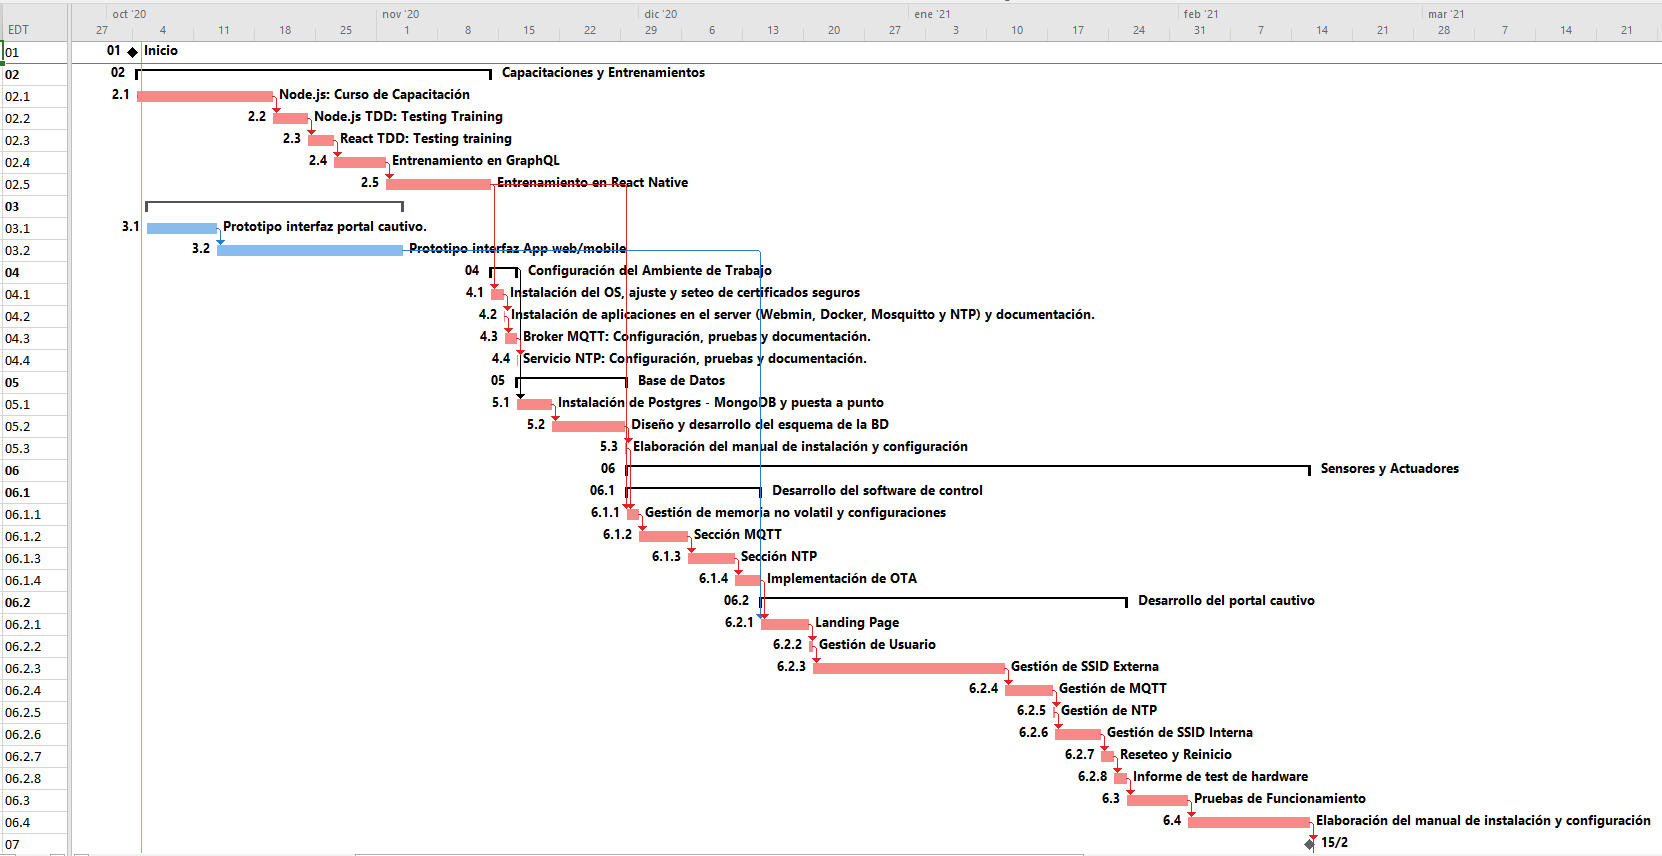 oct '20 nov '20 dic '20 ene '21 feb '21 mar '21
EDT 27 4 11 18 25 1 8 15 22 29 6 13 20 27 3 10 17 24 31 7 14 21 28 7 14 21
01 01 Inicio
02 02 Capacitaciones y Entrenamientos
02.1 2.1 Node.js: Curso de Capacitación
02.2 2.2 Node.js TDD: Testing Training
02.3 2.3 React TDD: Testing training
02.4 2.4 Entrenamiento en GraphQL
02.5 2.5 Entrenamiento en React Native
03
03.1 3.1 Prototipo interfaz portal cautivo.
03.2 3.2 Prototipo interfaz App web/mobile
04 04 Configuración del Ambiente de Trabajo
04.1 4.1 Instalación del OS, ajuste y seteo de certificados seguros
04.2 4.2 Instalación de aplicaciones en el server (Webmin, Docker, Mosquitto y NTP) y documentación.
04.3 4.3 Broker MQTT: Configuración, pruebas y documentación.
04.4 4.4 Servicio NTP: Configuración, pruebas y documentación.
05 05 Base de Datos
05.1 5.1 Instalación de Postgres - MongoDB y puesta a punto
05.2 5.2 Diseño y desarrollo del esquema de la BD
05.3 5.3 Elaboración del manual de instalación y configuración
06 06 Sensores y Actuadores
06.1 06.1 Desarrollo del software de control
06.1.1 6.1.1 Gestión de memoria no volatil y configuraciones
06.1.2 6.1.2 Sección MQTT
06.1.3 6.1.3 Sección NTP
06.1.4 6.1.4 Implementación de OTA
06.2 06.2 Desarrollo del portal cautivo
06.2.1 6.2.1 Landing Page
06.2.2 6.2.2 Gestión de Usuario
06.2.3 6.2.3 Gestión de SSID Externa
06.2.4 6.2.4 Gestión de MQTT
06.2.5 6.2.5 Gestión de NTP
06.2.6 6.2.6 Gestión de SSID Interna
06.2.7 6.2.7 Reseteo y Reinicio
06.2.8 6.2.8 Informe de test de hardware
06.3 6.3 Pruebas de Funcionamiento
06.4 6.4 Elaboración del manual de instalación y configuración
07 15/2